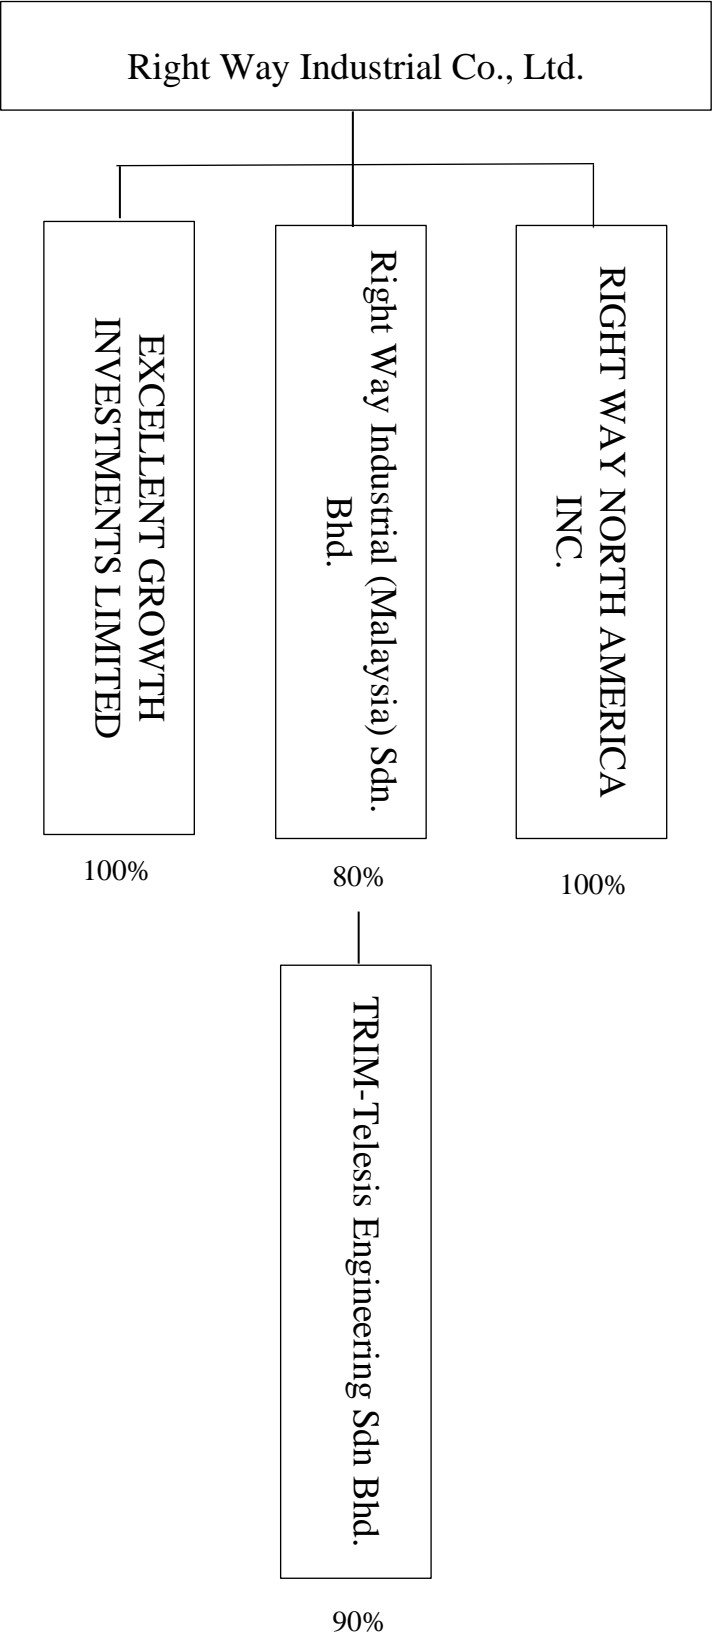 Right Way Industrial Co., Ltd.
EXCELLENT GROWTH
INVESTMENTS LIMITED
100%
Right Way Industrial (Malaysia) Sdn.
Bhd.
80%
RIGHT WAY NORTH AMERICA
INC.
100%
TRIM-Telesis Engineering Sdn Bhd.
90%